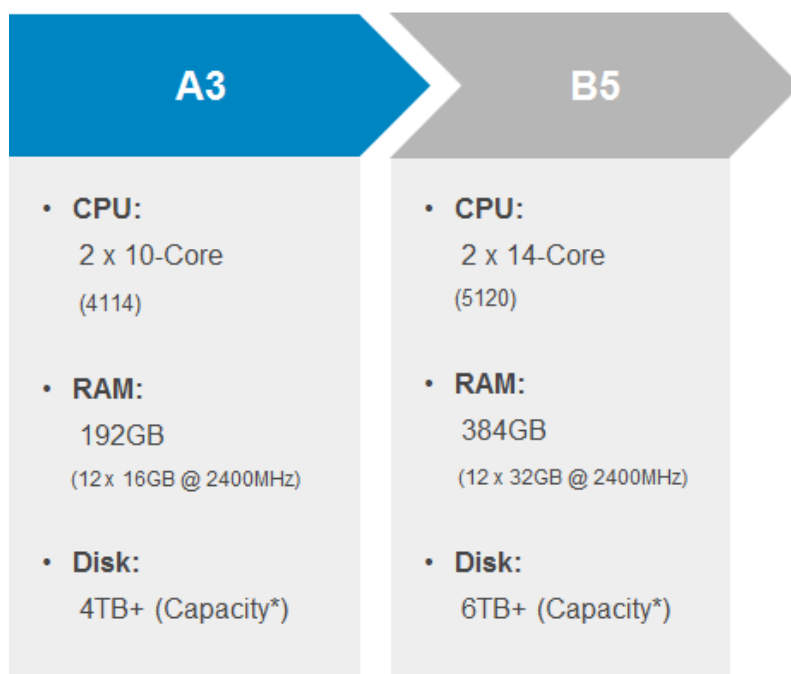 A3
• CPU:
2 x 10-Core
(4114)
• RAM:
192GB
(12 x 16GB @ 2400MHz)
• Disk:
4TB+ (Capacity*)
B5
• CPU:
2 x 14-Core
(5120)
• RAM:
384GB
(12 x 32GB @ 2400MHz)
• Disk:
6TB+ (Capacity*)